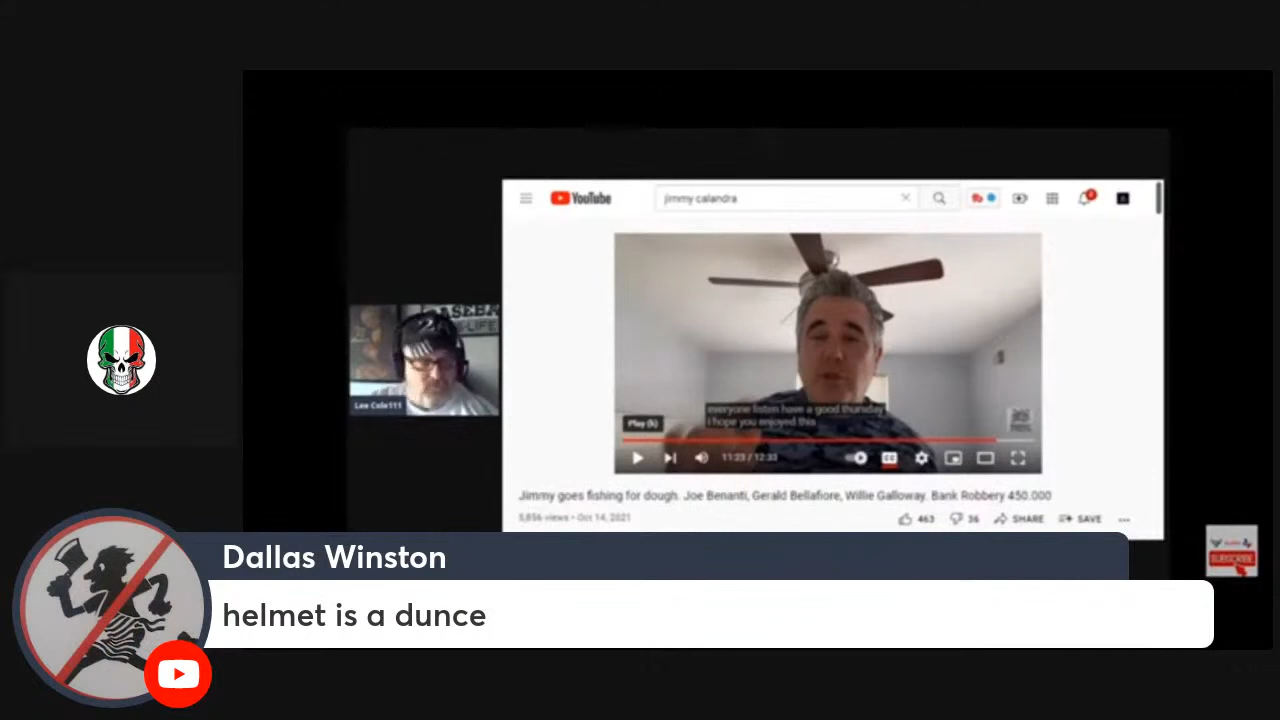 YouTube
jimmy calandra
Lee Cole111
everyone listen have a good thursday
i hope you enjoyed this
Play (k)
11:23 / 12:33
Jimmy goes fishing for dough. Joe Benanti, Gerald Bellafiore, Willie Galloway. Bank Robbery 450.000
5,856 views • Oct 14, 2021
463
36
SHARE
SAVE
SUBSCRIBE
Dallas Winston
helmet is a dunce